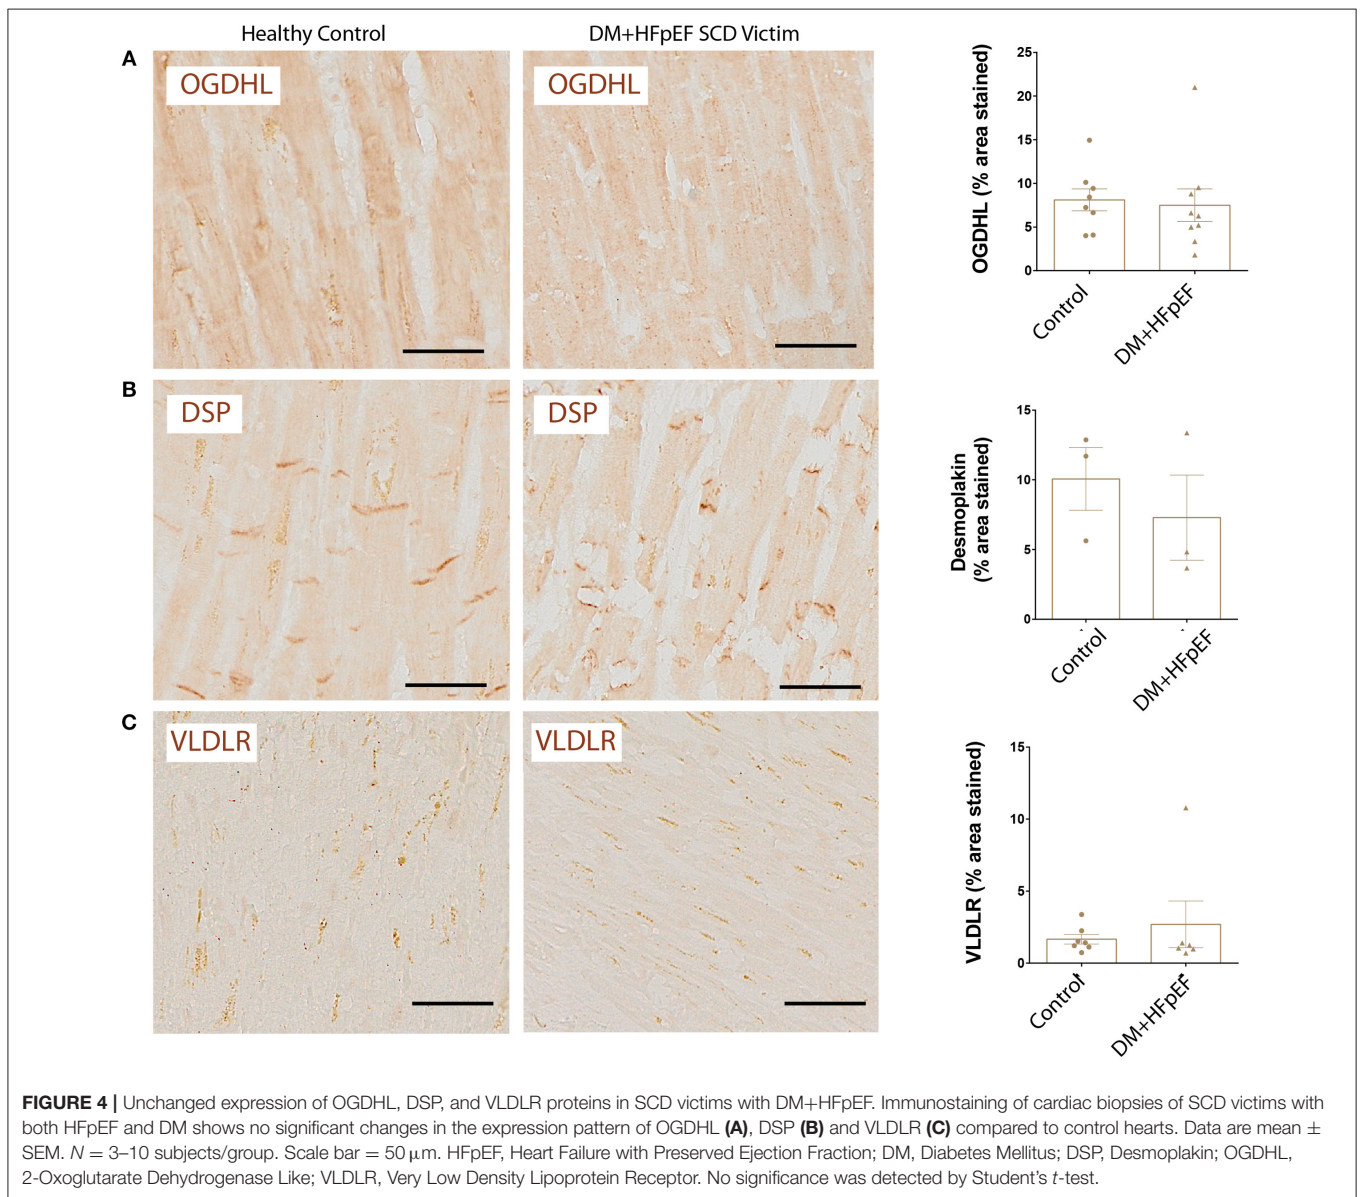 Healthy Control
DM+HFpEF SCD Victim
A
OGDHL
OGDHL
OGDHL (% area stained)
25
20
15
10
5
0
Control
DM+HFpEF
B
DSP
DSP
Desmoplakin
(% area stained)
15
10
5
0
Control
DM+HFpEF
C
VLDLR
VLDLR
VLDLR (% area stained)
15
10
5
0
Control
DM+HFpEF
FIGURE 4 | Unchanged expression of OGDHL, DSP, and VLDLR proteins in SCD victims with DM+HFpEF. Immunostaining of cardiac biopsies of SCD victims with
both HFpEF and DM shows no significant changes in the expression pattern of OGDHL (A), DSP (B) and VLDLR (C) compared to control hearts. Data are mean ±
SEM. N = 3–10 subjects/group. Scale bar = 50 μm. HFpEF, Heart Failure with Preserved Ejection Fraction; DM, Diabetes Mellitus; DSP, Desmoplakin; OGDHL,
2-Oxoglutarate Dehydrogenase Like; VLDLR, Very Low Density Lipoprotein Receptor. No significance was detected by Student's t-test.